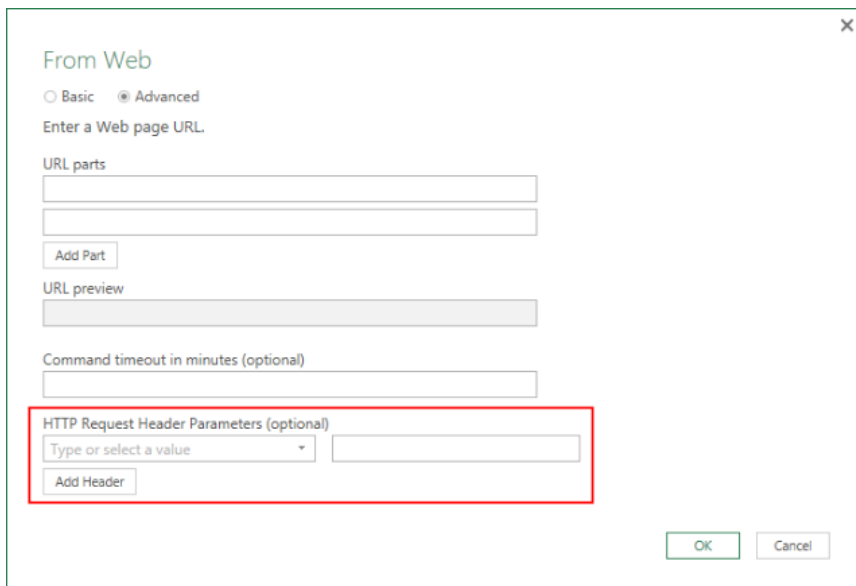 From Web
Basic Advanced
Enter a Web page URL.
URL parts
Add Part
URL preview
Command timeout in minutes (optional)
HTTP Request Header Parameters (optional)
Type or select a value
Add Header
OK Cancel